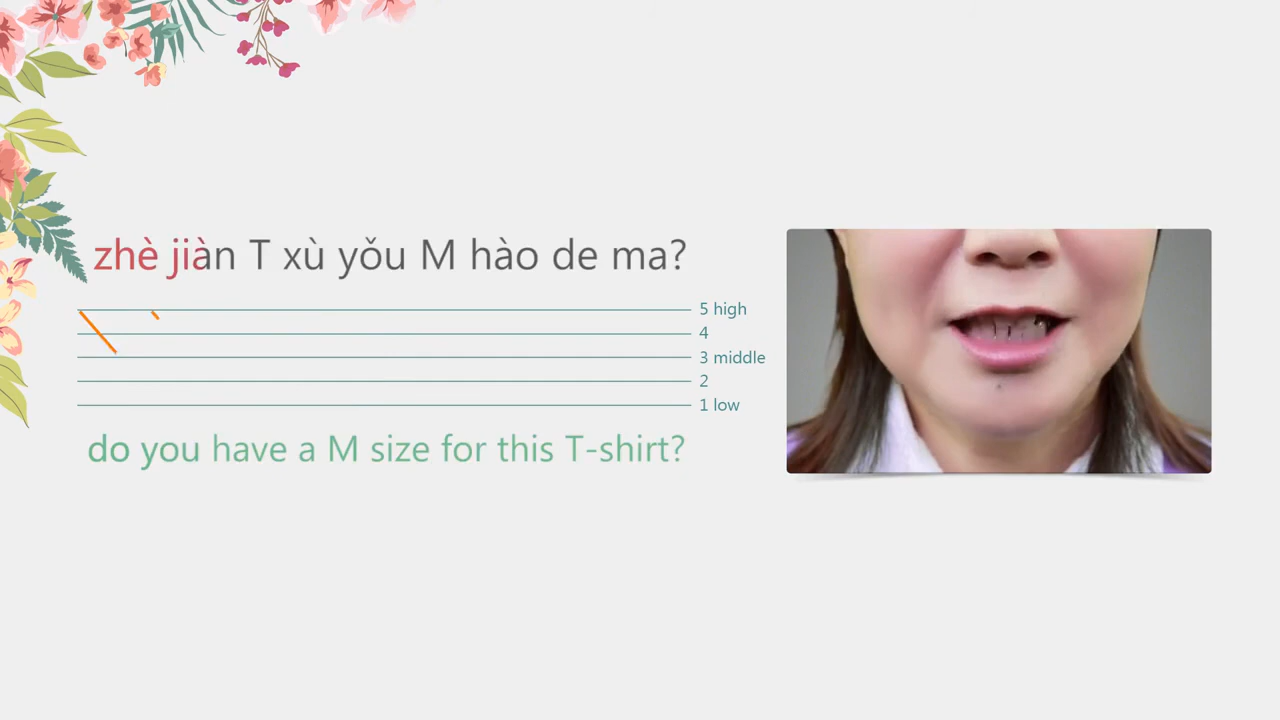 zhè jiàn T xù yǒu M hào de ma?
5 high
4
3 middle
2
1 low
do you have a M size for this T-shirt?